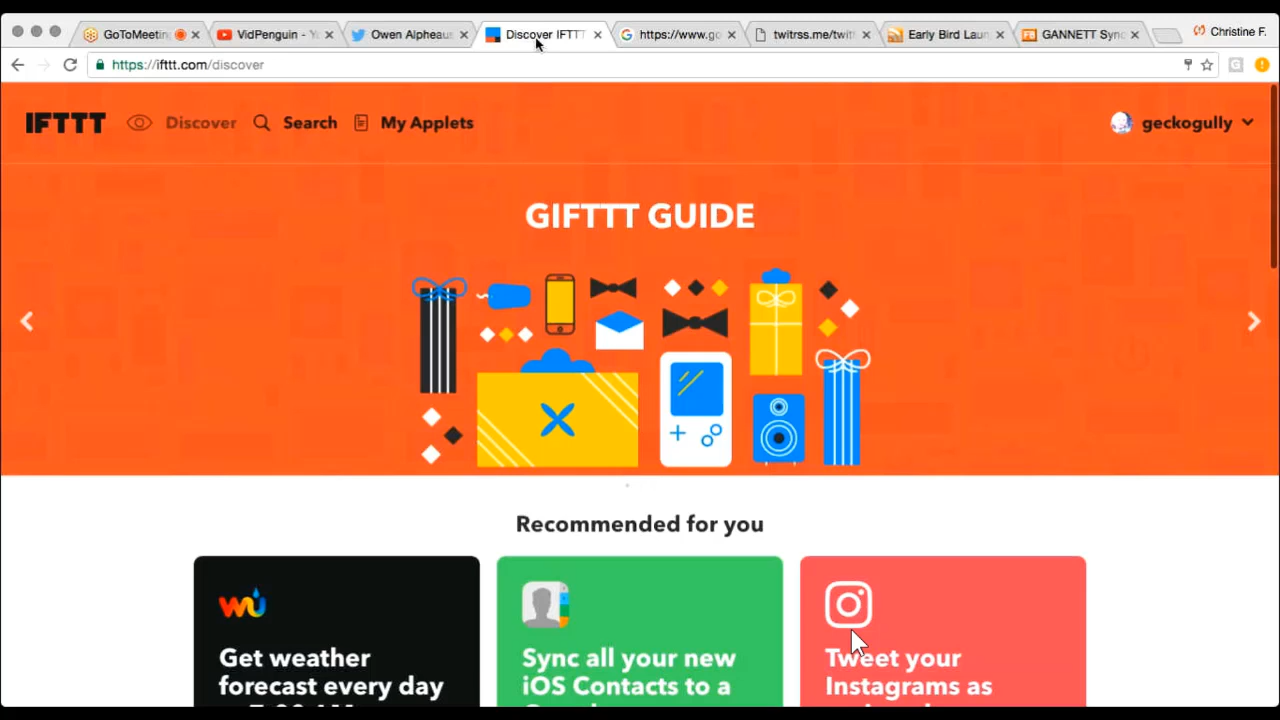 GoToMeeting
VidPenguin - Y
Owen Alpheaus
Discover IFTTT
https://www.go
twitrss.me/twitt
Early Bird Laun
GANNETT Sync
Christine F.
https://ifttt.com/discover
IFTTT
Discover
Search
My Applets
geckogully
GIFTTT GUIDE
Recommended for you
Get weather
forecast every day
Sync all your new
iOS Contacts to a
Tweet your
Instagrams as